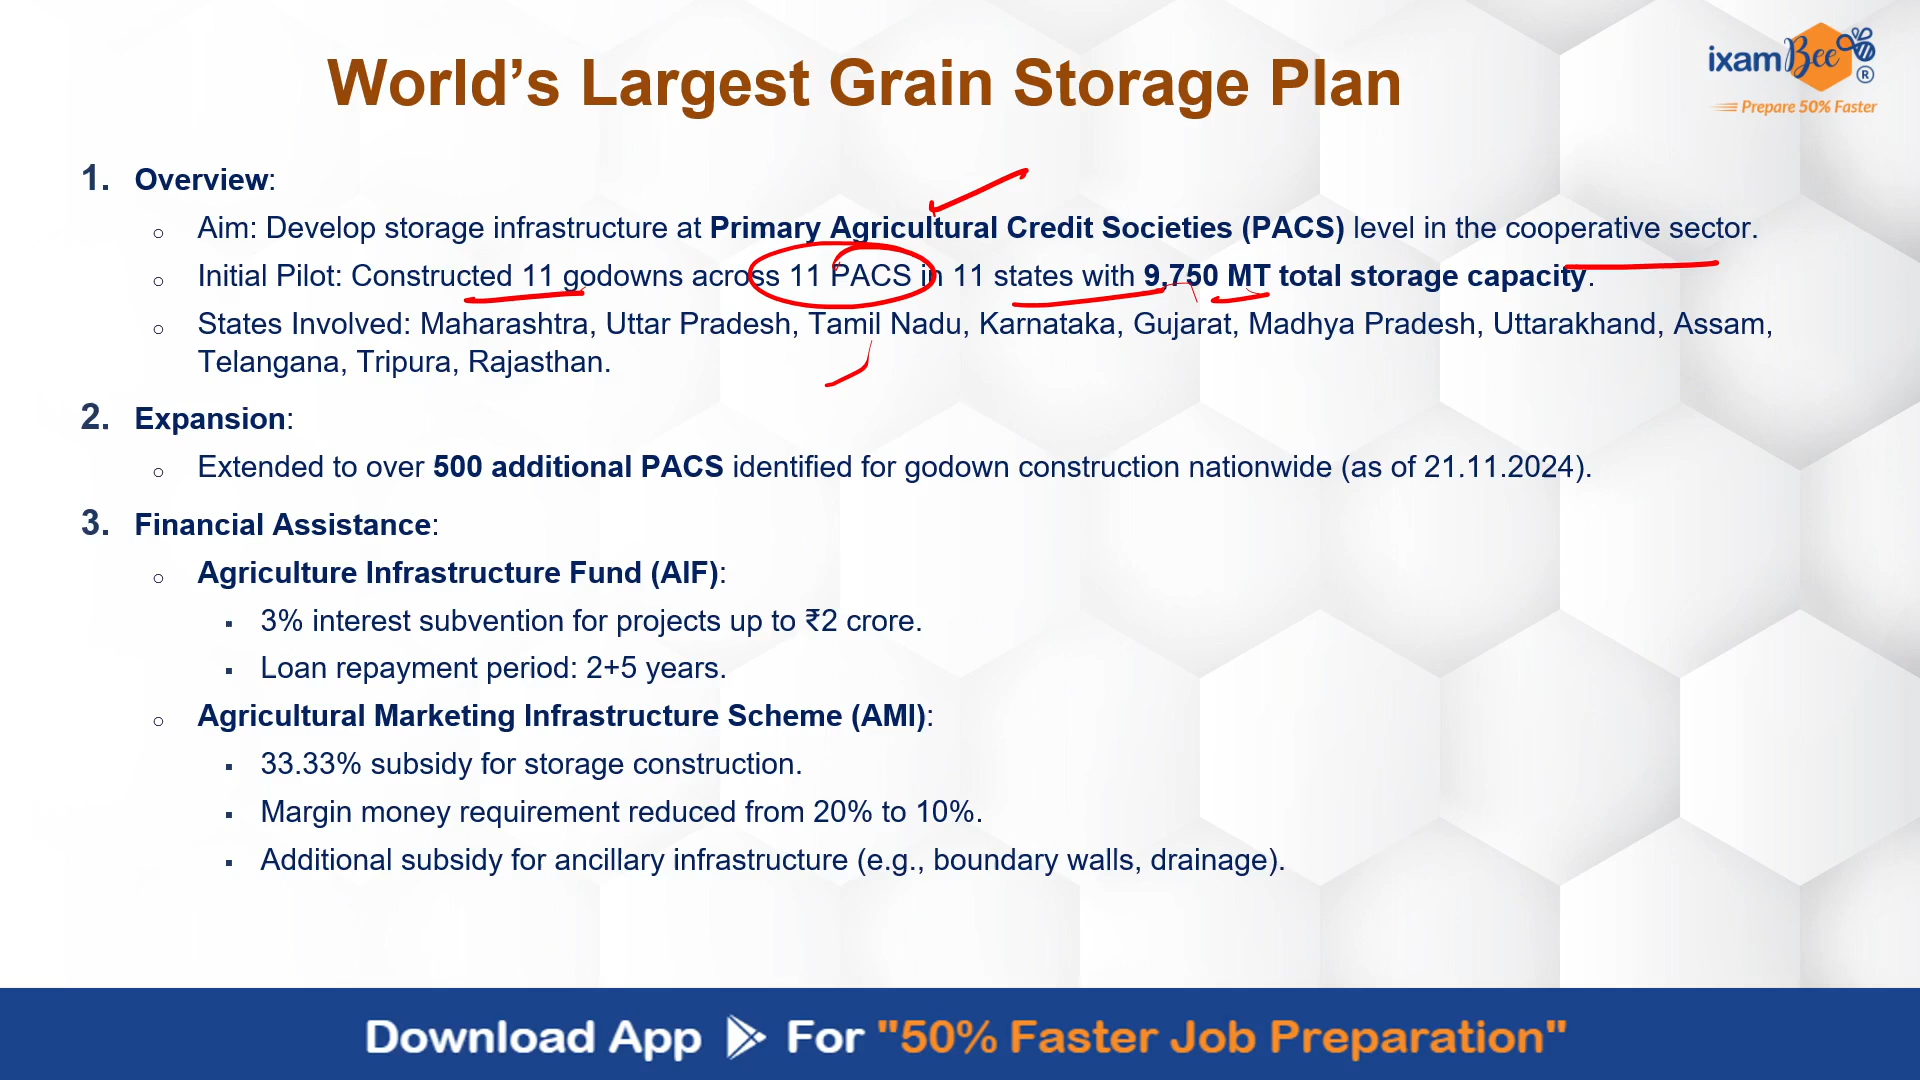 World’s Largest Grain Storage Plan
ixamBee®
Prepare 50% Faster
1. Overview:
○ Aim: Develop storage infrastructure at Primary Agricultural Credit Societies (PACS) level in the cooperative sector.
○ Initial Pilot: Constructed 11 godowns across 11 PACS in 11 states with 9,750 MT total storage capacity.
○ States Involved: Maharashtra, Uttar Pradesh, Tamil Nadu, Karnataka, Gujarat, Madhya Pradesh, Uttarakhand, Assam,
Telangana, Tripura, Rajasthan.
2. Expansion:
○ Extended to over 500 additional PACS identified for godown construction nationwide (as of 21.11.2024).
3. Financial Assistance:
○ Agriculture Infrastructure Fund (AIF):
▪ 3% interest subvention for projects up to ₹2 crore.
▪ Loan repayment period: 2+5 years.
○ Agricultural Marketing Infrastructure Scheme (AMI):
▪ 33.33% subsidy for storage construction.
▪ Margin money requirement reduced from 20% to 10%.
▪ Additional subsidy for ancillary infrastructure (e.g., boundary walls, drainage).
Download App For "50% Faster Job Preparation"